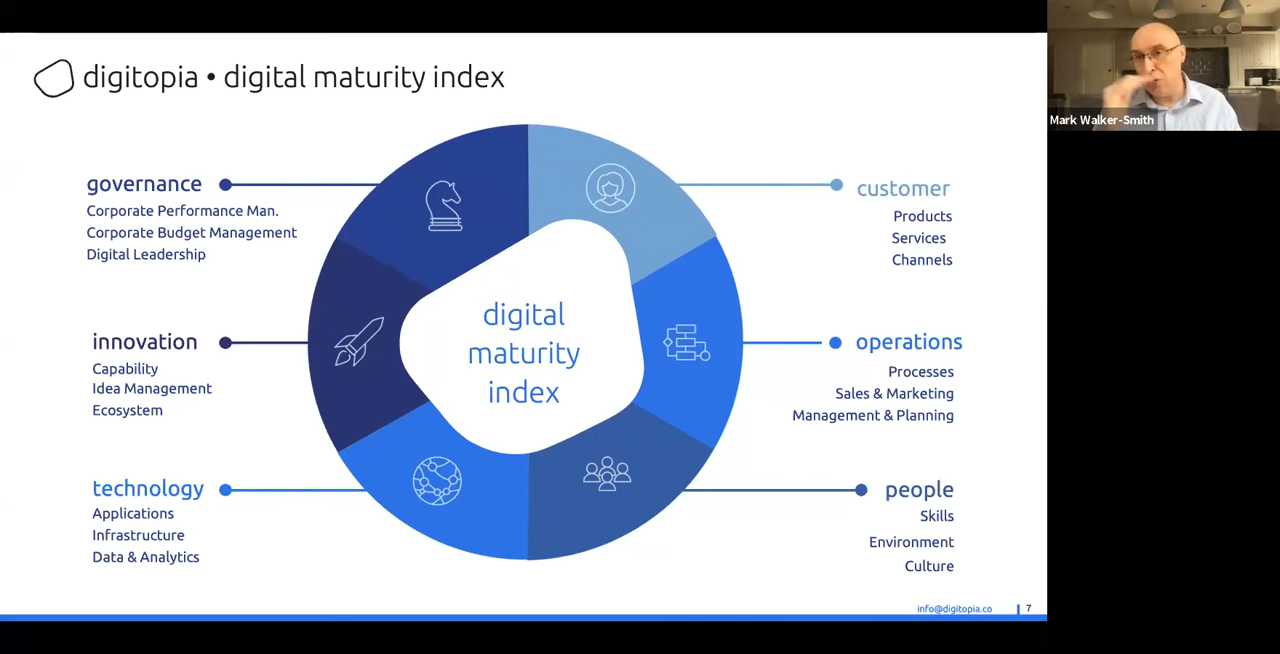 digitopia • digital maturity index
governance
Corporate Performance Man.
Corporate Budget Management
Digital Leadership
innovation
Capability
Idea Management
Ecosystem
technology
Applications
Infrastructure
Data & Analytics
digital
maturity
index
customer
Products
Services
Channels
operations
Processes
Sales & Marketing
Management & Planning
people
Skills
Environment
Culture
info@digitopia.co
7
Mark Walker-Smith